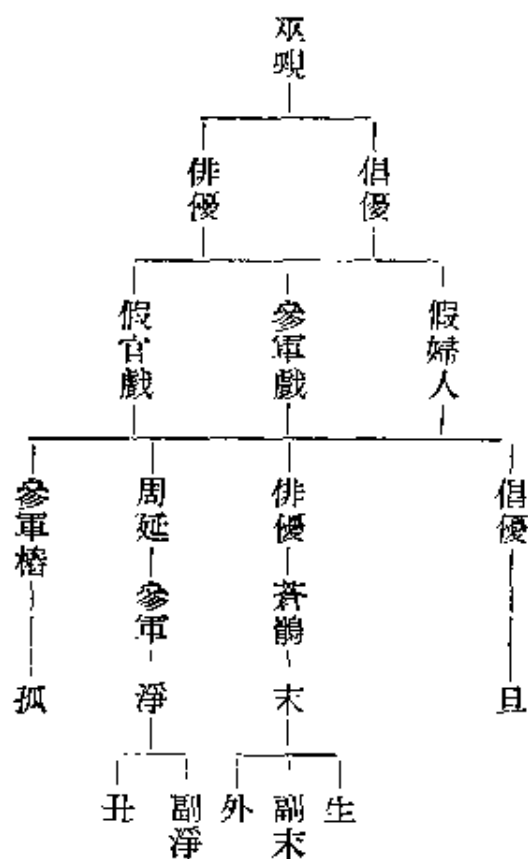 巫覡
俳優
倡優
假官戲
參軍戲
假婦人
參軍樁
周延
俳優
倡優
參軍
蒼鶻
孤
淨
末
旦
丑
副淨
外
副末
生